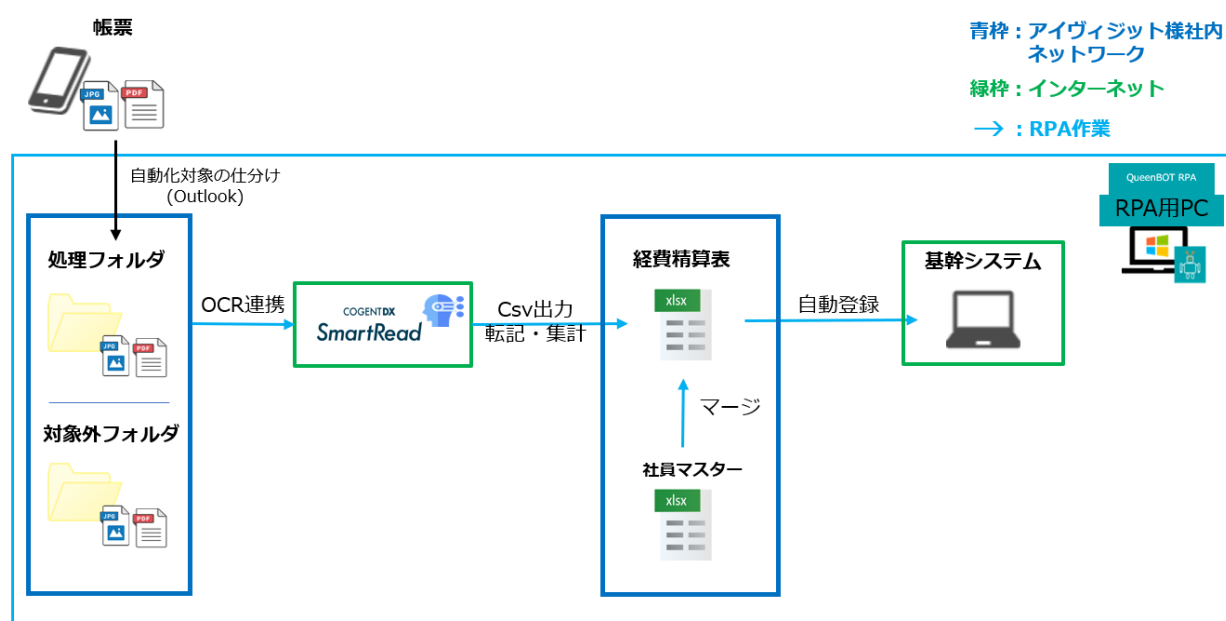 帳票
青枠：アイヴィジット様社内
ネットワーク
緑枠：インターネット
→ ：RPA作業
JPG
PDF
自動化対象の仕分け
(Outlook)
QueenBOT RPA
RPA用PC
処理フォルダ
JPG
PDF
OCR連携
COGENTDX
SmartRead
Csv出力
転記・集計
経費精算表
xlsx
自動登録
基幹システム
対象外フォルダ
JPG
PDF
マージ
社員マスター
xlsx